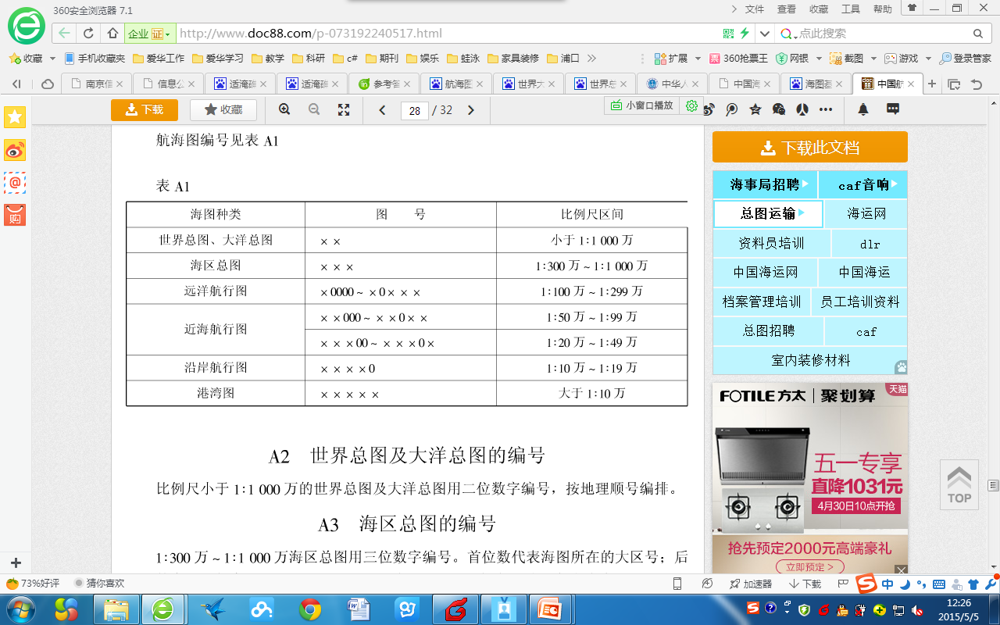 360安全浏览器 7.1
文件 查看 收藏 工具 帮助
企业 证 http://www.doc88.com/p-073192240517.html 点此搜索
收藏 手机收藏夹 爱华工作 爱华学习 教学 科研 c# 期刊 娱乐 蛙泳 家具装修 浦口 扩展 360抢票王 网银 截图 游戏 登录管家
南京信 信息公 适淹礁 适淹礁 参考答 航海图 世界大 世界总 中华人 中国海 海图基 中国航
下载 收藏 28 / 32 小窗口播放
购
航海图编号见表 A1
表 A1
海图种类 图 号 比例尺区间
世界总图、大洋总图 × × 小于 1:1 000 万
海区总图 × × × 1:300 万 ~ 1:1 000 万
远洋航行图 ×0000 ~ ×0× × × 1:100 万 ~ 1:299 万
近海航行图 × ×000 ~ × ×0× × 1:50 万 ~ 1:99 万
× × ×00 ~ × × ×0× 1:20 万 ~ 1:49 万
沿岸航行图 × × × ×0 1:10 万 ~ 1:19 万
港湾图 × × × × × 大于 1:10 万
A2 世界总图及大洋总图的编号
比例尺小于 1:1 000 万的世界总图及大洋总图用二位数字编号，按地理顺号编排。
A3 海区总图的编号
1:300 万 ~ 1:1 000 万海区总图用三位数字编号。首位数代表海图所在的大区号；后
下载此文档
海事局招聘 caf音响
总图运输 海运网
资料员培训 dlr
中国海运网 中国海运
档案管理培训 员工培训资料
总图招聘 caf
室内装修材料
FOTILE方太 聚划算 天猫
五一专享
直降1031元
4月30日10点开抢
抢先预定2000元高端豪礼
立即预定 >
TOP
73%好评 猜你喜欢 加速器 下载 中
12:26
2015/5/5